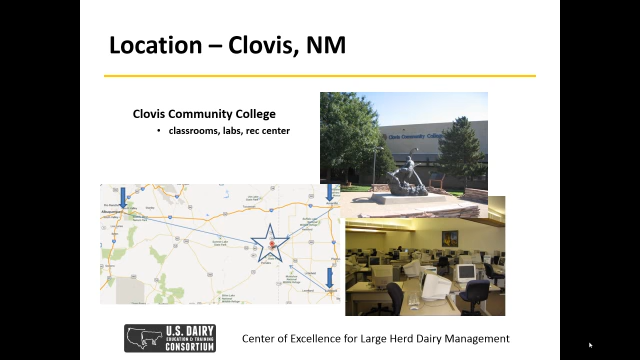 Location – Clovis, NM
Clovis Community College
• classrooms, labs, rec center
Clovis Community College
U.S. DAIRY
EDUCATION & TRAINING
CONSORTIUM
Center of Excellence for Large Herd Dairy Management